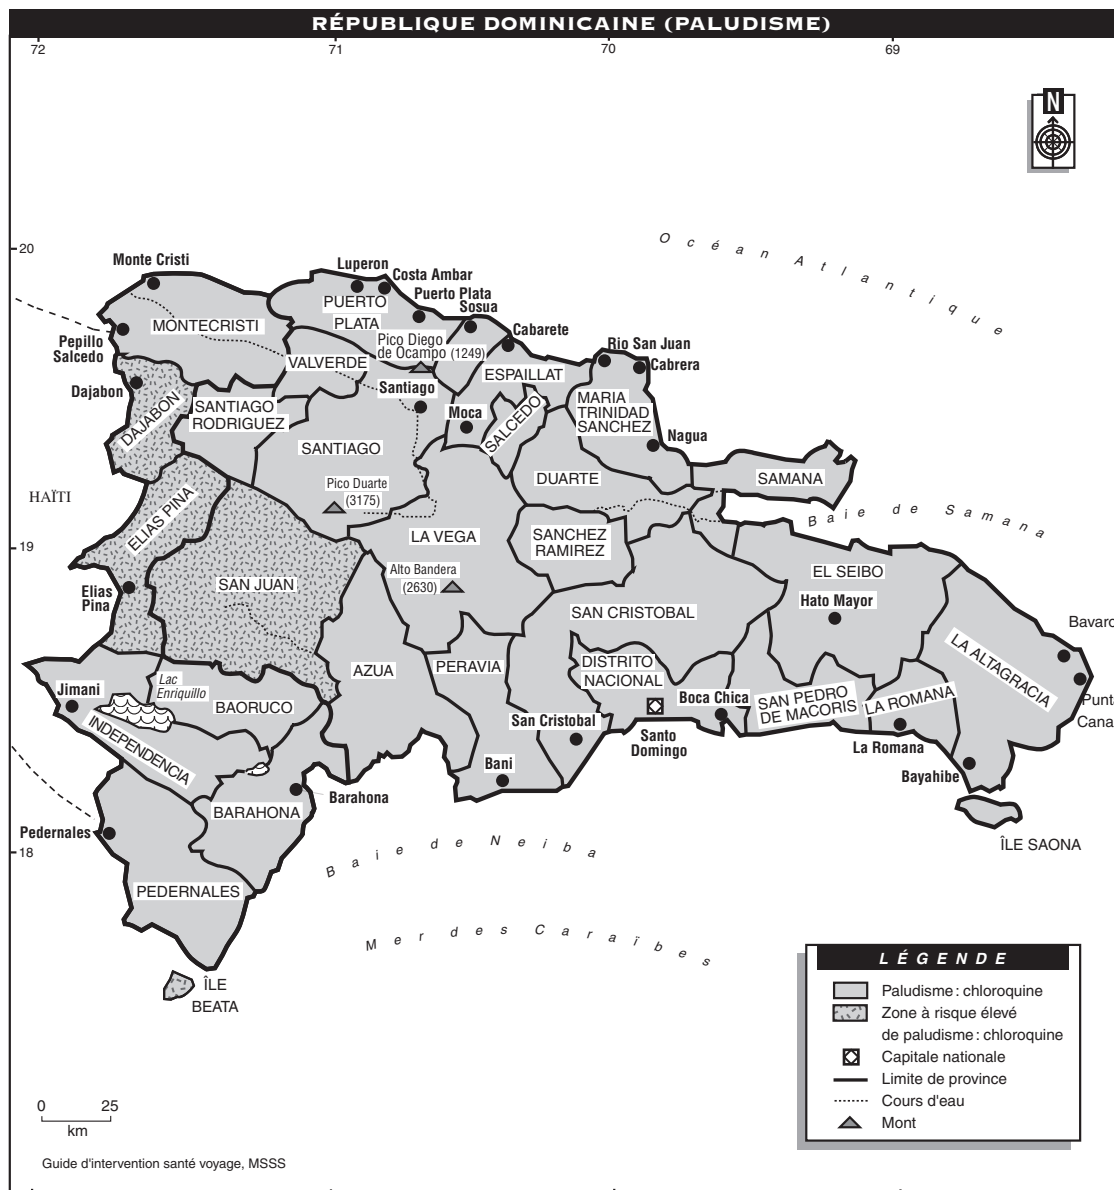 RÉPUBLIQUE DOMINICAINE (PALUDISME)
72
71
70
69
N
20
Océan Atlantique
Monte Cristi
Luperon
Costa Ambar
Puerto Plata
Sosua
Cabarete
Rio San Juan
Cabrera
PUERTO
PLATA
MONTECRISTI
Pepillo
Salcedo
Pico Diego
de Ocampo (1249)
VALVERDE
ESPAILLAT
Dajabon
Santiago
DAJABON
SANTIAGO
RODRIGUEZ
Moca
SALCEDO
MARIA
TRINIDAD
SANCHEZ
Nagua
SANTIAGO
DUARTE
SAMANA
HAÏTI
Pico Duarte
(3175)
ELIAS PINA
Baie de Samana
19
LA VEGA
SANCHEZ
RAMIREZ
Alto Bandera
(2630)
EL SEIBO
Elias
Pina
SAN JUAN
SAN CRISTOBAL
Hato Mayor
Bavaro
LA ALTAGRACIA
AZUA
PERAVIA
DISTRITO
NACIONAL
Lac
Enriquillo
Jimani
BAORUCO
Boca Chica
SAN PEDRO
DE MACORIS
LA ROMANA
Punta
Cana
INDEPENDENCIA
San Cristobal
Santo
Domingo
La Romana
Bani
Bayahibe
Barahona
BARAHONA
Pedernales
ÎLE SAONA
18
Baie de Neiba
PEDERNALES
Mer des Caraïbes
ÎLE
BEATA
LÉGENDE
Paludisme : chloroquine
Zone à risque élevé
de paludisme : chloroquine
Capitale nationale
Limite de province
Cours d'eau
Mont
0 25
km
Guide d'intervention santé voyage, MSSS